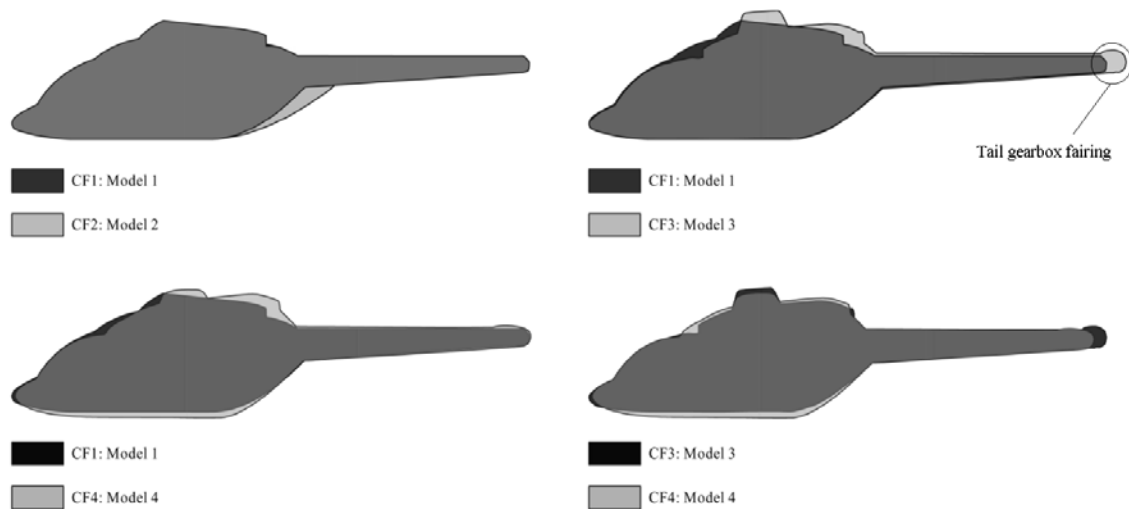 CF1: Model 1
CF2: Model 2
Tail gearbox fairing
CF1: Model 1
CF3: Model 3
CF1: Model 1
CF4: Model 4
CF3: Model 3
CF4: Model 4